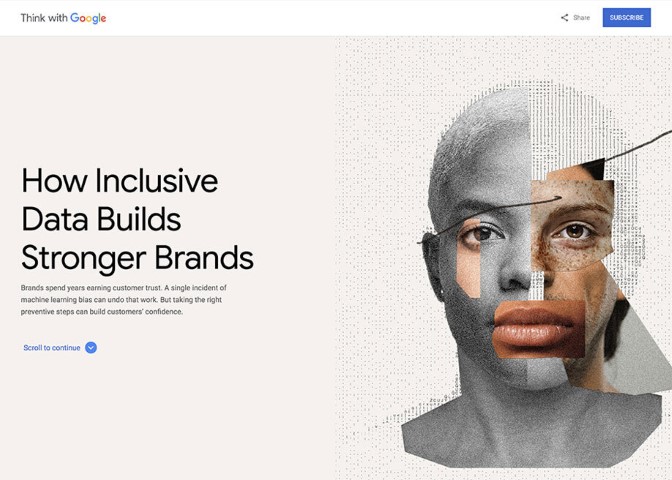 Think with Google
Share
SUBSCRIBE
How Inclusive
Data Builds
Stronger Brands
Brands spend years earning customer trust. A single incident of
machine learning bias can undo that work. But taking the right
preventive steps can build customers' confidence.
Scroll to continue